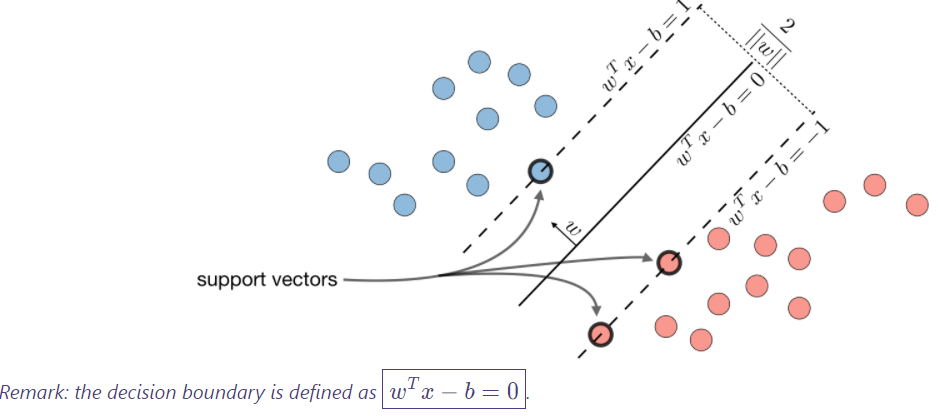 w^T x − b = 1
2
||w||
w^T x − b = 0
w^T x − b = −1
w
support vectors
Remark: the decision boundary is defined as w^T x − b = 0.